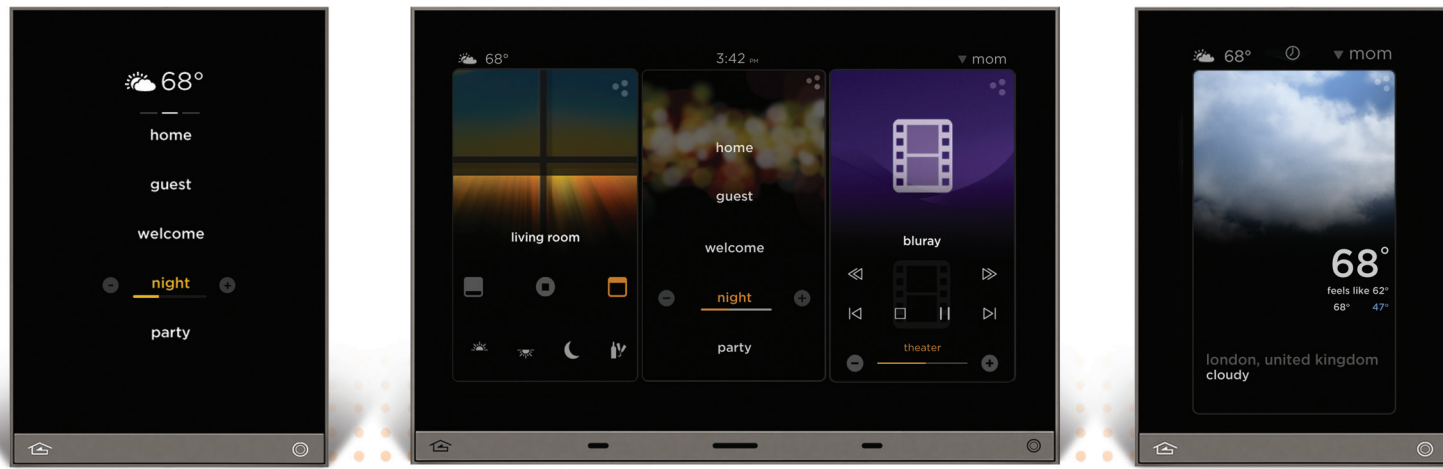 68°
home
guest
welcome
night
party
68°
3:42 PM
mom
living room
home
guest
welcome
night
party
bluray
theater
68°
mom
68°
feels like 62°
68° 47°
london, united kingdom
cloudy